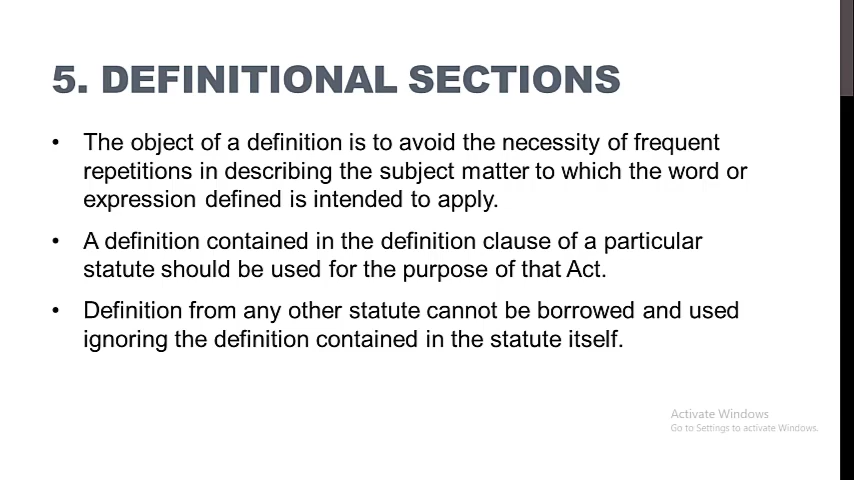 5. DEFINITIONAL SECTIONS
• The object of a definition is to avoid the necessity of frequent
repetitions in describing the subject matter to which the word or
expression defined is intended to apply.
• A definition contained in the definition clause of a particular
statute should be used for the purpose of that Act.
• Definition from any other statute cannot be borrowed and used
ignoring the definition contained in the statute itself.
Activate Windows
Go to Settings to activate Windows.